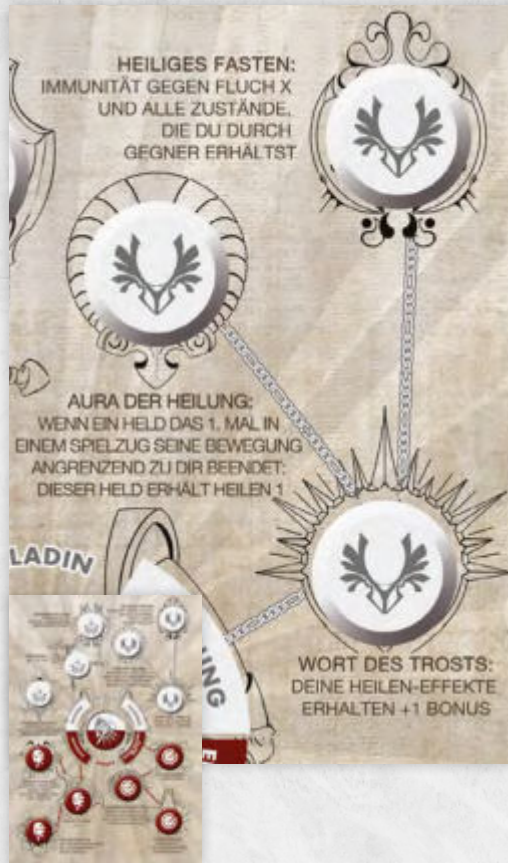 HEILIGES FASTEN:
IMMUNITÄT GEGEN FLUCH X
UND ALLE ZUSTÄNDE,
DIE DU DURCH
GEGNER ERHÄLTST
AURA DER HEILUNG:
WENN EIN HELD DAS 1. MAL IN
EINEM SPIELZUG SEINE BEWEGUNG
ANGRENZEND ZU DIR BEENDET:
DIESER HELD ERHÄLT HEILEN 1
LADIN
WORT DES TROSTS:
DEINE HEILEN-EFFEKTE
ERHALTEN +1 BONUS